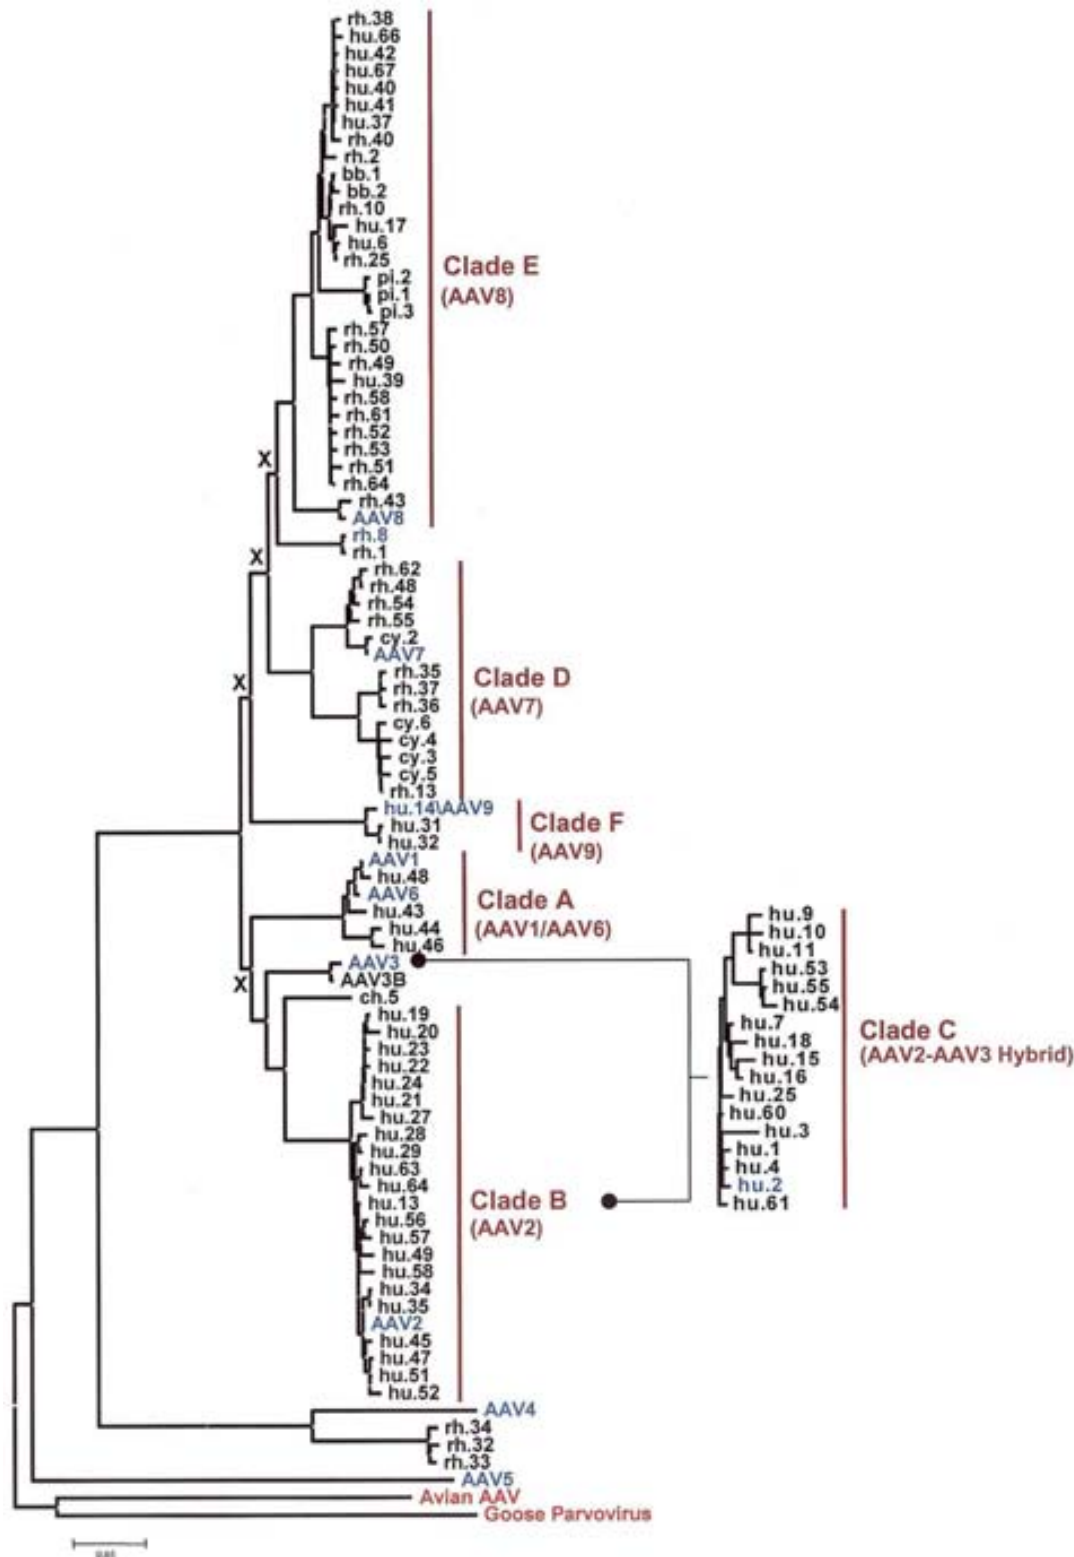 rh.38
hu.66
hu.42
hu.67
hu.40
hu.41
hu.37
rh.40
rh.2
bb.1
bb.2
rh.10
hu.17
hu.6
rh.25
pi.2
pi.1
pi.3
rh.57
rh.50
rh.49
hu.39
rh.58
rh.61
rh.52
rh.53
rh.51
rh.64
rh.43
AAV8
Clade E
(AAV8)
X
rh.8
rh.1
X
rh.62
rh.48
rh.54
rh.55
cy.2
AAV7
rh.35
rh.37
rh.36
cy.6
cy.4
cy.3
cy.5
rh.13
Clade D
(AAV7)
X
hu.14\AAV9
hu.31
hu.32
Clade F
(AAV9)
AAV1
hu.48
AAV6
hu.43
hu.44
hu.46
Clade A
(AAV1/AAV6)
X
AAV3
AAV3B
ch.5
hu.19
hu.20
hu.23
hu.22
hu.24
hu.21
hu.27
hu.28
hu.29
hu.63
hu.64
hu.13
hu.56
hu.57
hu.49
hu.58
hu.34
hu.35
AAV2
hu.45
hu.47
hu.51
hu.52
Clade B
(AAV2)
hu.9
hu.10
hu.11
hu.53
hu.55
hu.54
hu.7
hu.18
hu.15
hu.16
hu.25
hu.60
hu.3
hu.1
hu.4
hu.2
hu.61
Clade C
(AAV2-AAV3 Hybrid)
AAV4
rh.34
rh.32
rh.33
AAV5
Avian AAV
Goose Parvovirus